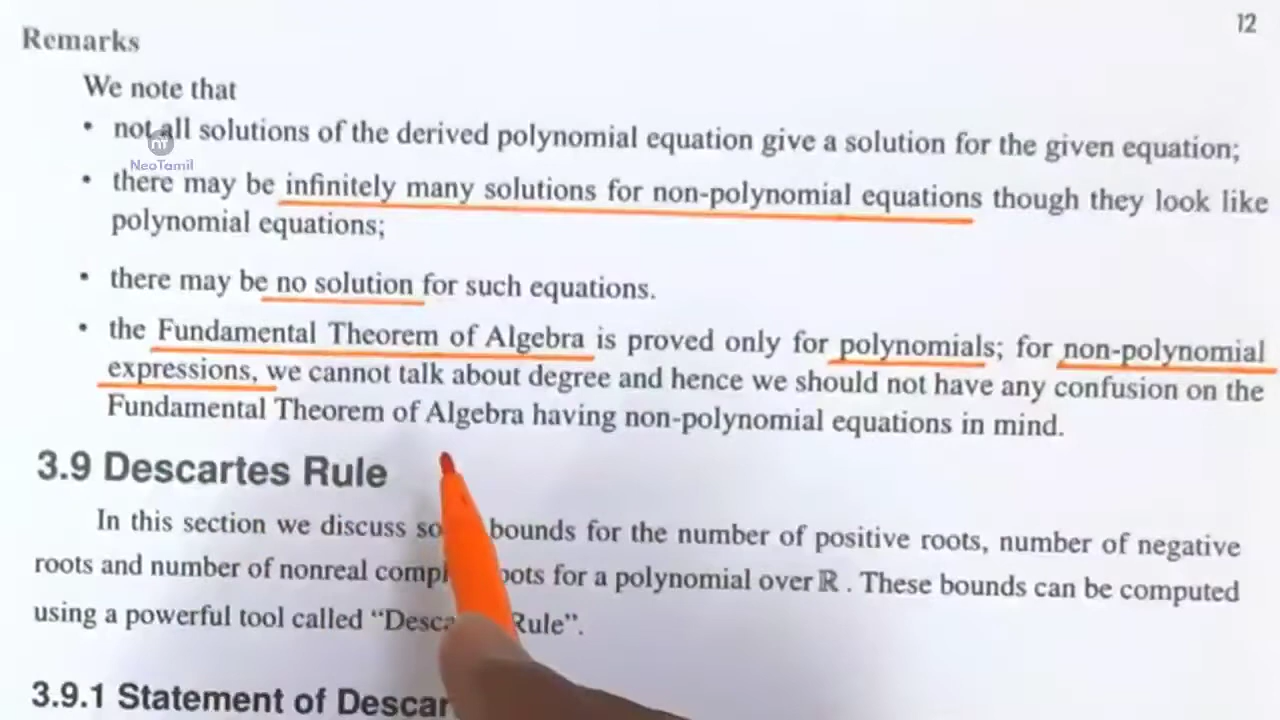 12
Remarks
We note that
• not all solutions of the derived polynomial equation give a solution for the given equation;
nT
NeoTamil
• there may be infinitely many solutions for non-polynomial equations though they look like
polynomial equations;
• there may be no solution for such equations.
• the Fundamental Theorem of Algebra is proved only for polynomials; for non-polynomial
expressions, we cannot talk about degree and hence we should not have any confusion on the
Fundamental Theorem of Algebra having non-polynomial equations in mind.
3.9 Descartes Rule
In this section we discuss bounds for the number of positive roots, number of negative
roots and number of nonreal for a polynomial over ℝ. These bounds can be computed
using a powerful tool called “ Rule”.
3.9.1 Statement of